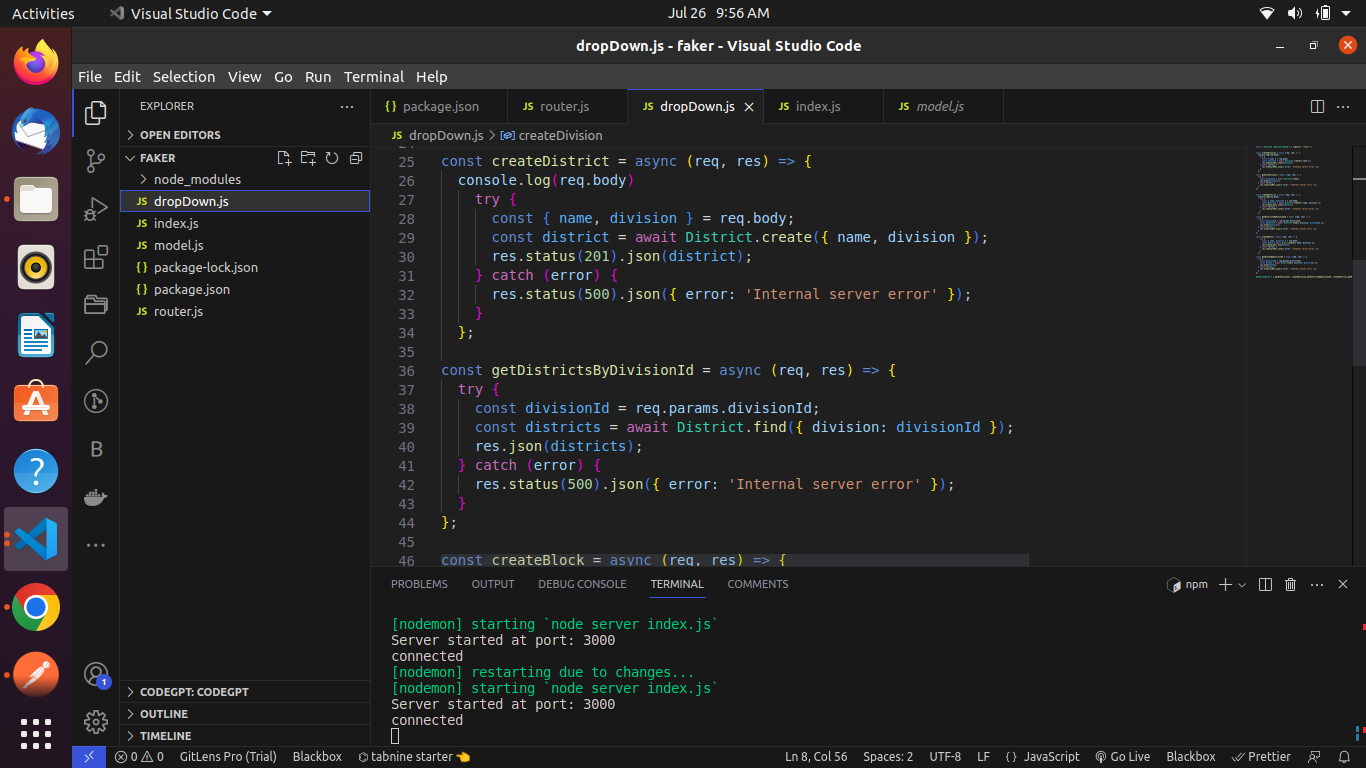 Activities Visual Studio Code Jul 26 9:56 AM
dropDown.js - faker - Visual Studio Code
File Edit Selection View Go Run Terminal Help
EXPLORER
OPEN EDITORS
FAKER
node_modules
JS dropDown.js
JS index.js
JS model.js
{} package-lock.json
{} package.json
JS router.js
CODEGPT: CODEGPT
OUTLINE
TIMELINE
{} package.json JS router.js JS dropDown.js JS index.js JS model.js
JS dropDown.js > createDivision
25 const createDistrict = async (req, res) => {
26 console.log(req.body)
27 try {
28 const { name, division } = req.body;
29 const district = await District.create({ name, division });
30 res.status(201).json(district);
31 } catch (error) {
32 res.status(500).json({ error: 'Internal server error' });
33 }
34 };
35
36 const getDistrictsByDivisionId = async (req, res) => {
37 try {
38 const divisionId = req.params.divisionId;
39 const districts = await District.find({ division: divisionId });
40 res.json(districts);
41 } catch (error) {
42 res.status(500).json({ error: 'Internal server error' });
43 }
44 };
45
46 const createBlock = async (req, res) => {
PROBLEMS OUTPUT DEBUG CONSOLE TERMINAL COMMENTS npm
[nodemon] starting `node server index.js`
Server started at port: 3000
connected
[nodemon] restarting due to changes...
[nodemon] starting `node server index.js`
Server started at port: 3000
connected
0 0 GitLens Pro (Trial) Blackbox tabnine starter Ln 8, Col 56 Spaces: 2 UTF-8 LF {} JavaScript Go Live Blackbox Prettier